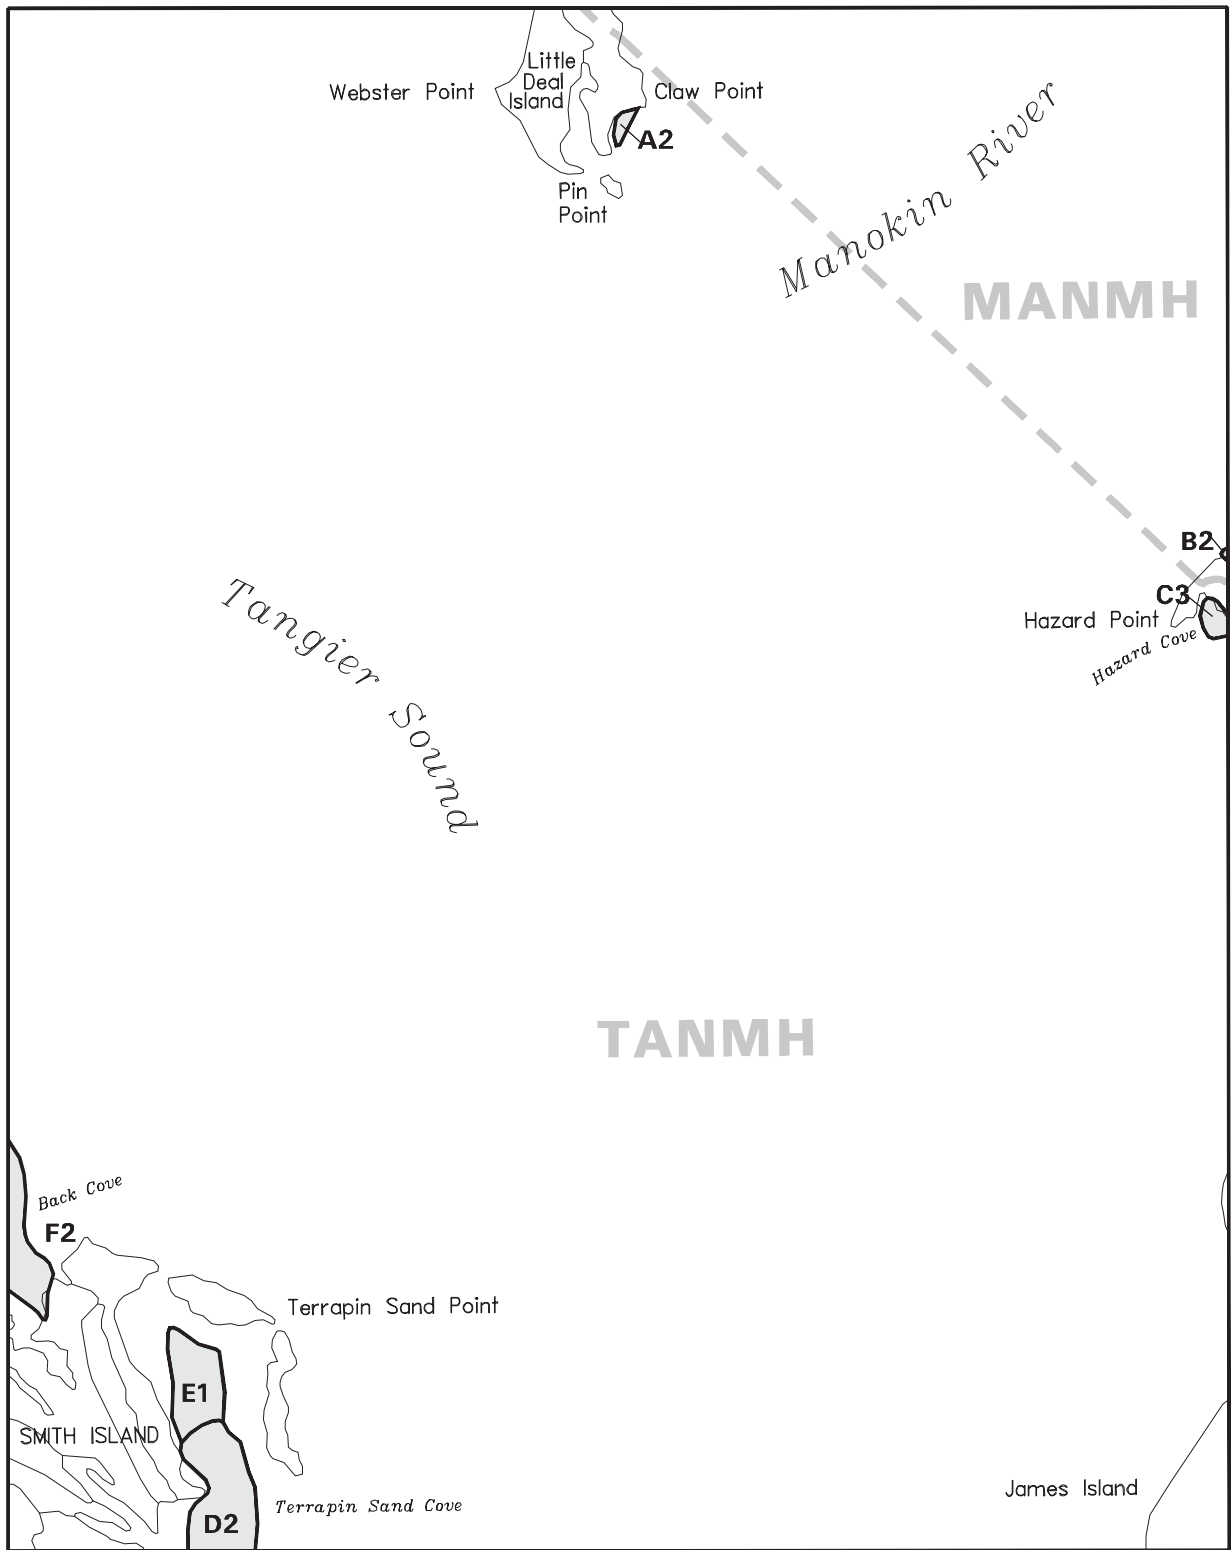 Little
Deal
Island
Webster Point
Claw Point
A2
Pin
Point
Manokin River
MANMH
B2
C3
Hazard Point
Hazard Cove
Tangier Sound
TANMH
Back Cove
F2
Terrapin Sand Point
E1
SMITH ISLAND
James Island
Terrapin Sand Cove
D2